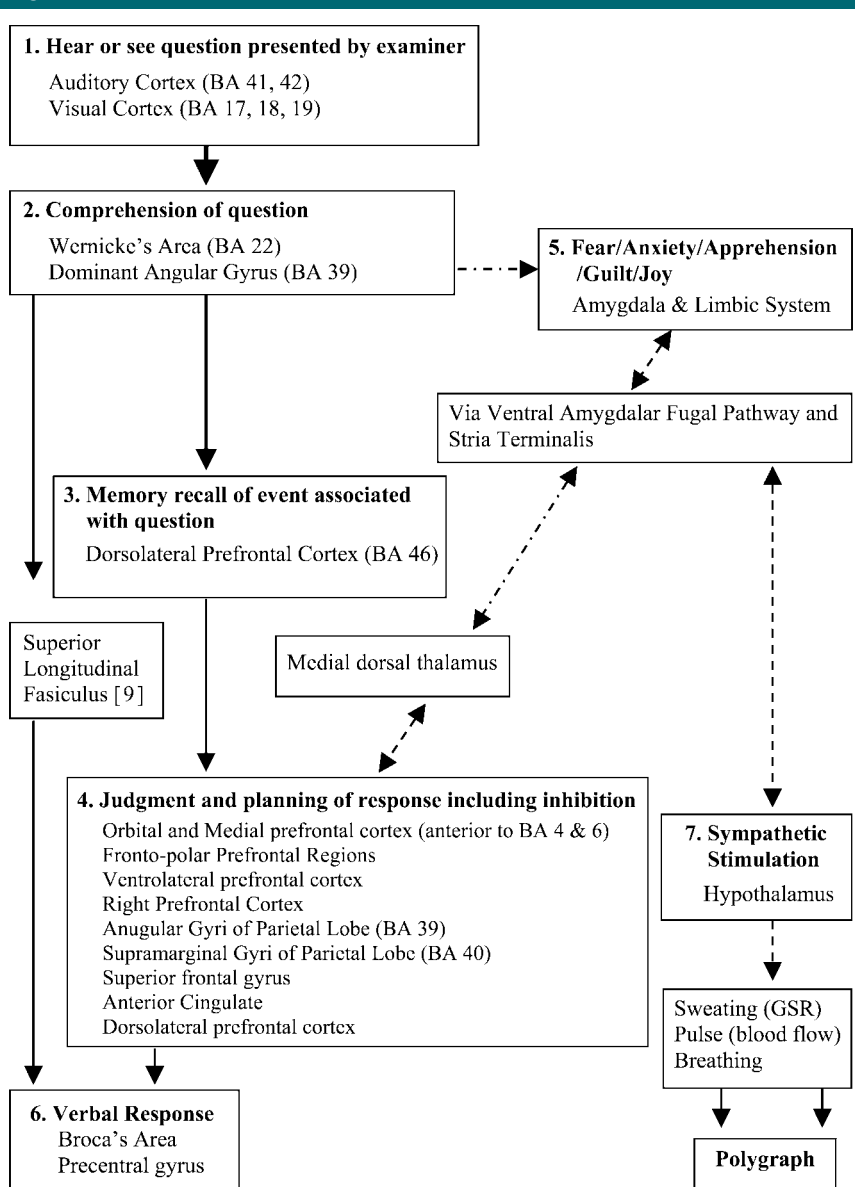 1. Hear or see question presented by examiner
Auditory Cortex (BA 41, 42)
Visual Cortex (BA 17, 18, 19)
2. Comprehension of question
Wernicke's Area (BA 22)
Dominant Angular Gyrus (BA 39)
5. Fear/Anxiety/Apprehension
/Guilt/Joy
Amygdala & Limbic System
Via Ventral Amygdalar Fugal Pathway and
Stria Terminalis
3. Memory recall of event associated
with question
Dorsolateral Prefrontal Cortex (BA 46)
Superior
Longitudinal
Fasiculus [9]
Medial dorsal thalamus
4. Judgment and planning of response including inhibition
Orbital and Medial prefrontal cortex (anterior to BA 4 & 6)
Fronto-polar Prefrontal Regions
Ventrolateral prefrontal cortex
Right Prefrontal Cortex
Anugular Gyri of Parietal Lobe (BA 39)
Supramarginal Gyri of Parietal Lobe (BA 40)
Superior frontal gyrus
Anterior Cingulate
Dorsolateral prefrontal cortex
7. Sympathetic
Stimulation
Hypothalamus
Sweating (GSR)
Pulse (blood flow)
Breathing
6. Verbal Response
Broca's Area
Precentral gyrus
Polygraph